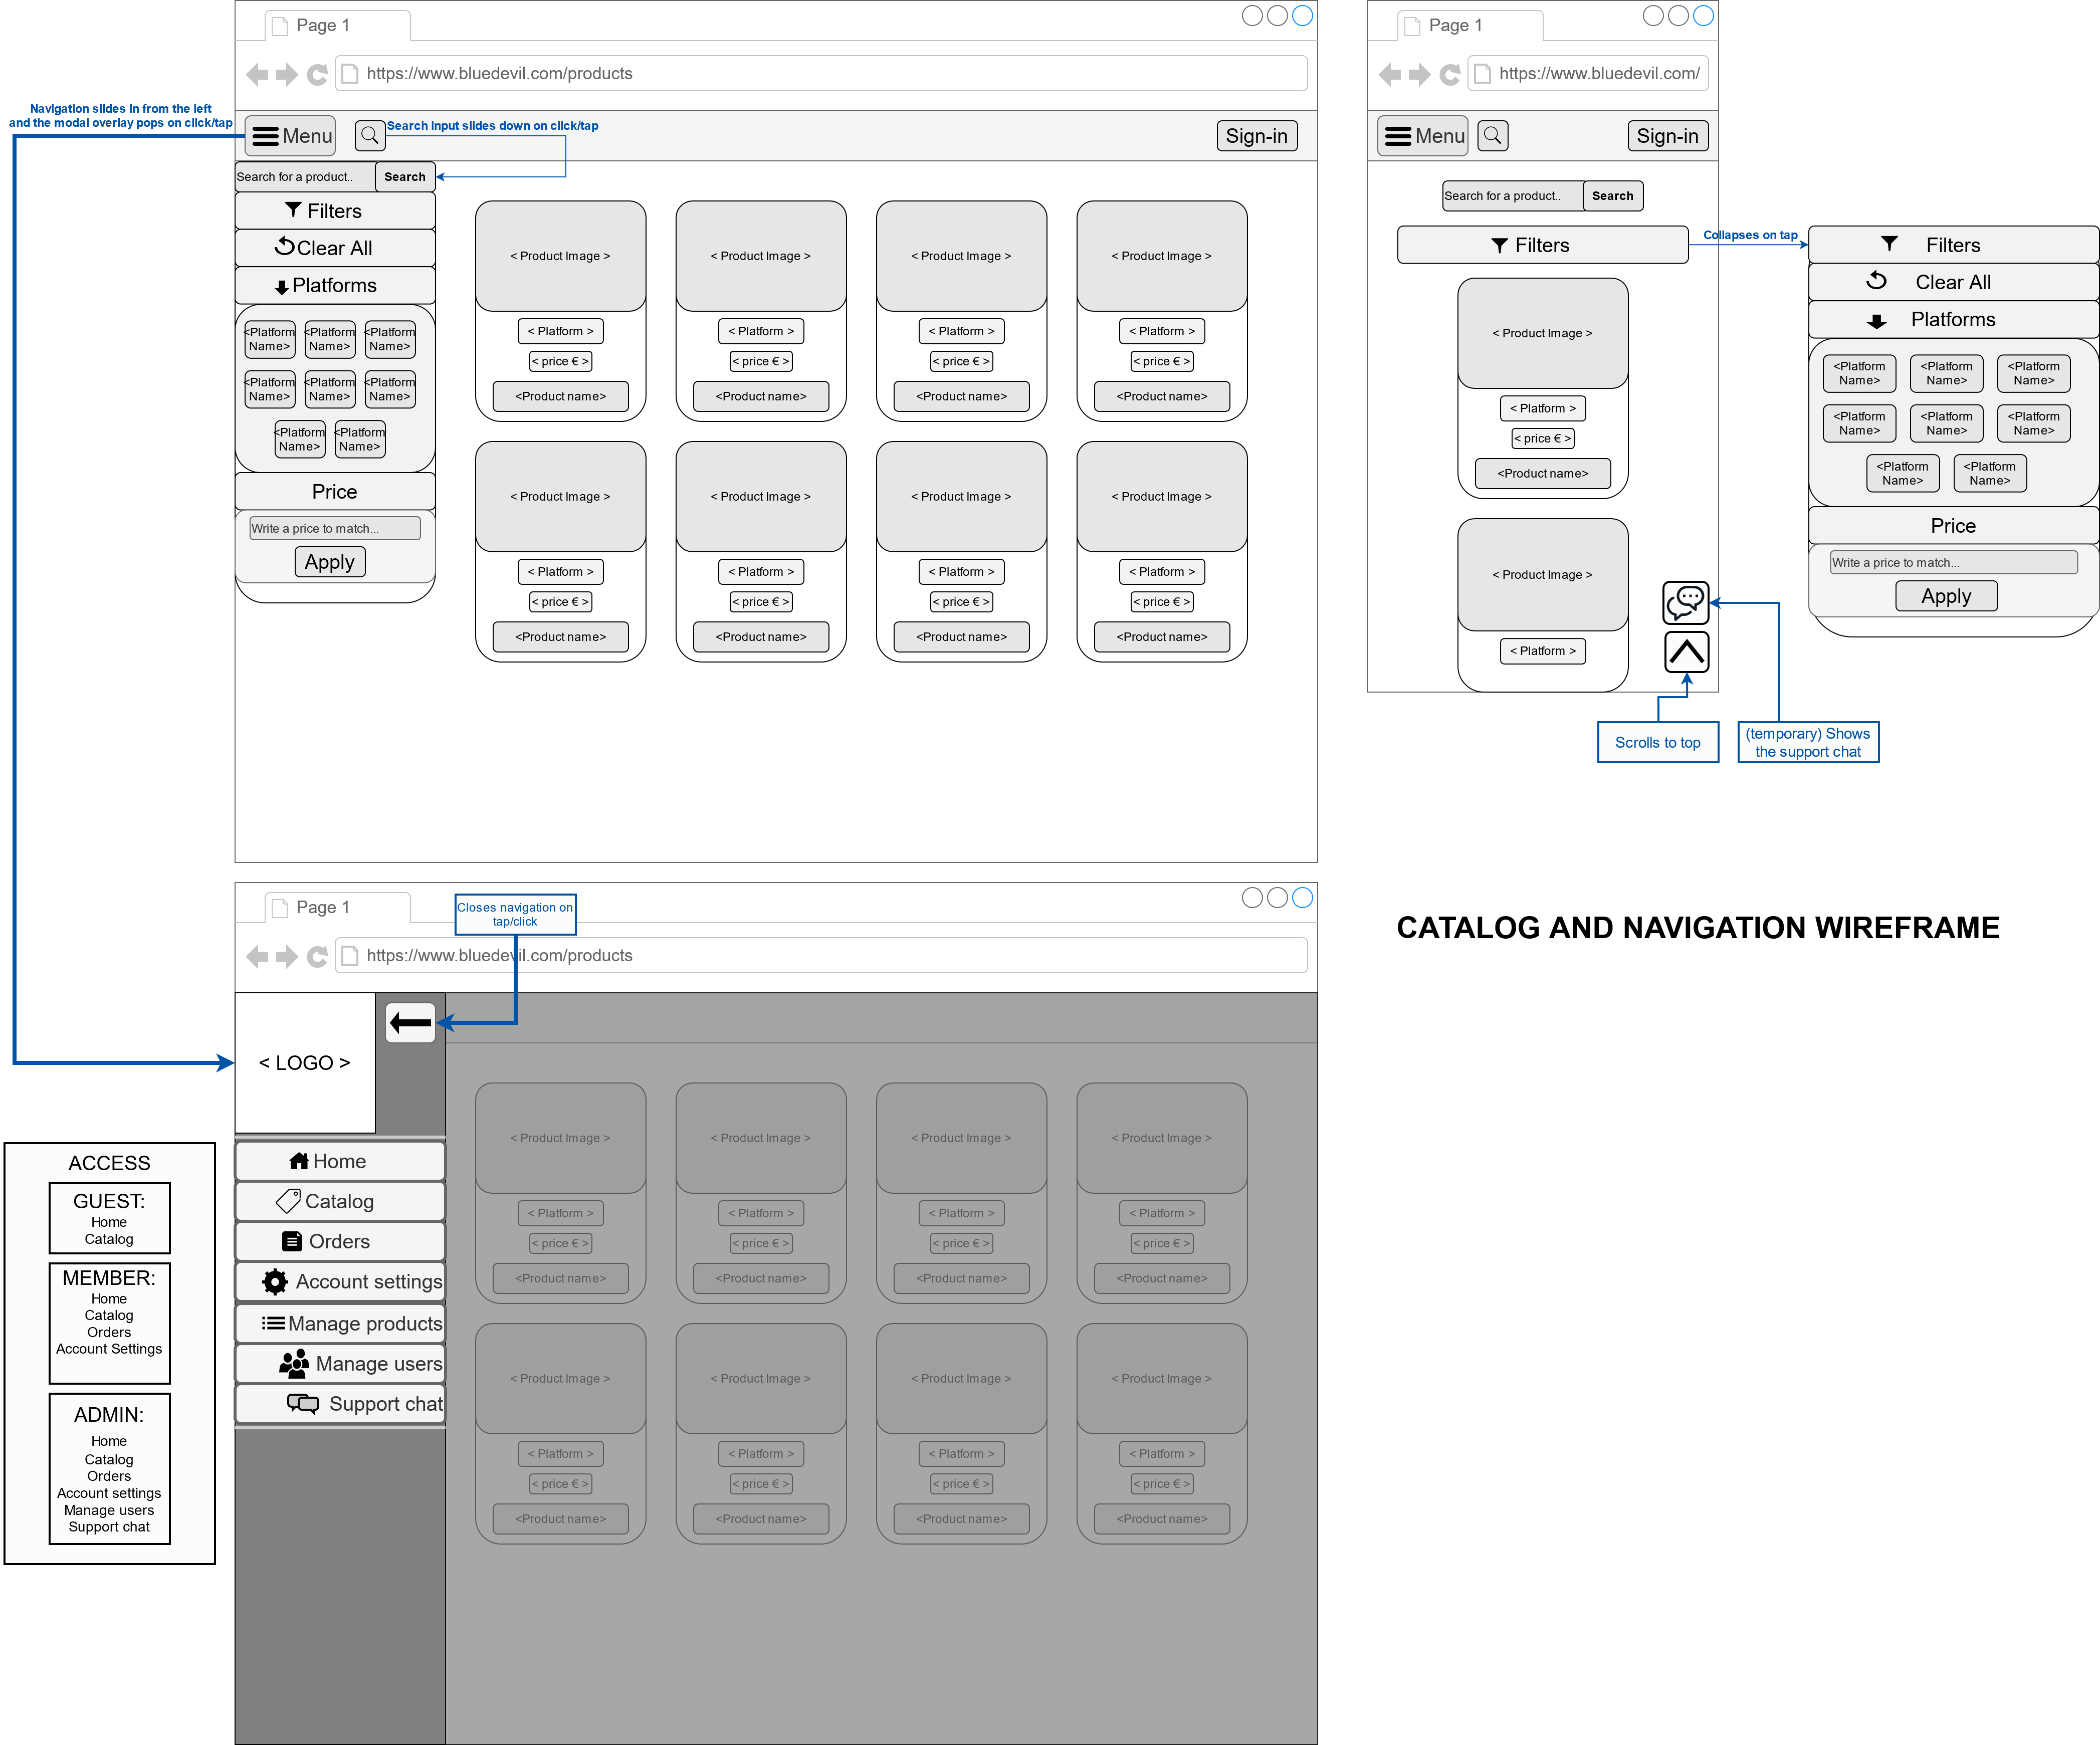 Page 1
https://www.bluedevil.com/products
Navigation slides in from the left
and the modal overlay pops on click/tap
Menu
Search input slides down on click/tap
Sign-in
Search for a product..
Search
Filters
Clear All
Platforms
<Platform
Name>
<Platform
Name>
<Platform
Name>
<Platform
Name>
<Platform
Name>
<Platform
Name>
<Platform
Name>
<Platform
Name>
Price
Write a price to match...
Apply
< Product Image >
< Platform >
< price € >
<Product name>
< Product Image >
< Platform >
< price € >
<Product name>
< Product Image >
< Platform >
< price € >
<Product name>
< Product Image >
< Platform >
< price € >
<Product name>
< Product Image >
< Platform >
< price € >
<Product name>
< Product Image >
< Platform >
< price € >
<Product name>
< Product Image >
< Platform >
< price € >
<Product name>
< Product Image >
< Platform >
< price € >
<Product name>
Page 1
https://www.bluedevil.com/
Menu
Sign-in
Search for a product..
Search
Filters
Collapses on tap
< Product Image >
< Platform >
< price € >
<Product name>
< Product Image >
< Platform >
Scrolls to top
(temporary) Shows
the support chat
Filters
Clear All
Platforms
<Platform
Name>
<Platform
Name>
<Platform
Name>
<Platform
Name>
<Platform
Name>
<Platform
Name>
<Platform
Name>
<Platform
Name>
Price
Write a price to match...
Apply
CATALOG AND NAVIGATION WIREFRAME
Page 1
Closes navigation on
tap/click
https://www.bluedevil.com/products
< LOGO >
Home
Catalog
Orders
Account settings
Manage products
Manage users
Support chat
< Product Image >
< Platform >
< price € >
<Product name>
< Product Image >
< Platform >
< price € >
<Product name>
< Product Image >
< Platform >
< price € >
<Product name>
< Product Image >
< Platform >
< price € >
<Product name>
< Product Image >
< Platform >
< price € >
<Product name>
< Product Image >
< Platform >
< price € >
<Product name>
< Product Image >
< Platform >
< price € >
<Product name>
< Product Image >
< Platform >
< price € >
<Product name>
ACCESS
GUEST:
Home
Catalog
MEMBER:
Home
Catalog
Orders
Account Settings
ADMIN:
Home
Catalog
Orders
Account settings
Manage users
Support chat